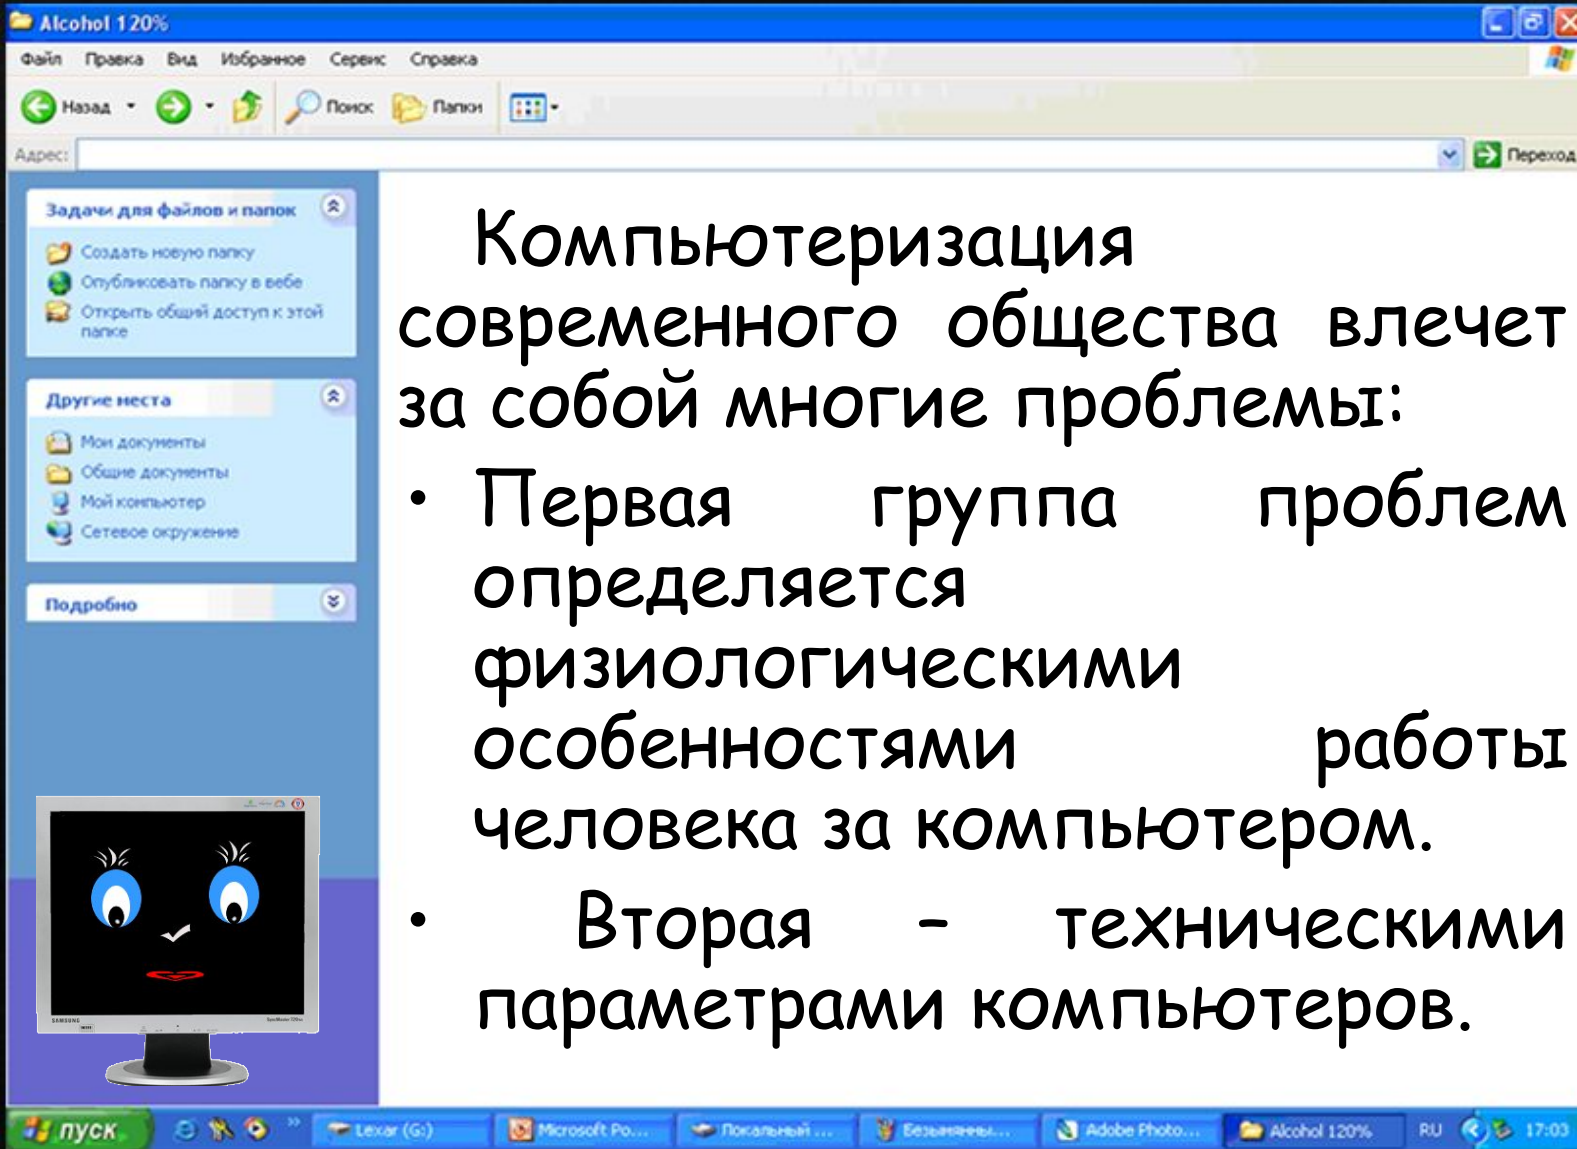 Alcohol 120%
Файл Правка Вид Избранное Сервис Справка
Назад Поиск Папки
Адрес: Переход
Задачи для файлов и папок
Создать новую папку
Опубликовать папку в вебе
Открыть общий доступ к этой
папке
Другие места
Мои документы
Общие документы
Мой компьютер
Сетевое окружение
Подробно
Компьютеризация
современного общества влечет
за собой многие проблемы:
• Первая группа проблем
определяется
физиологическими
особенностями работы
человека за компьютером.
• Вторая – техническими
параметрами компьютеров.
SAMSUNG
пуск Lexar (G:) Microsoft Po... Локальный ... Безымянны... Adobe Photo... Alcohol 120% RU 17:03